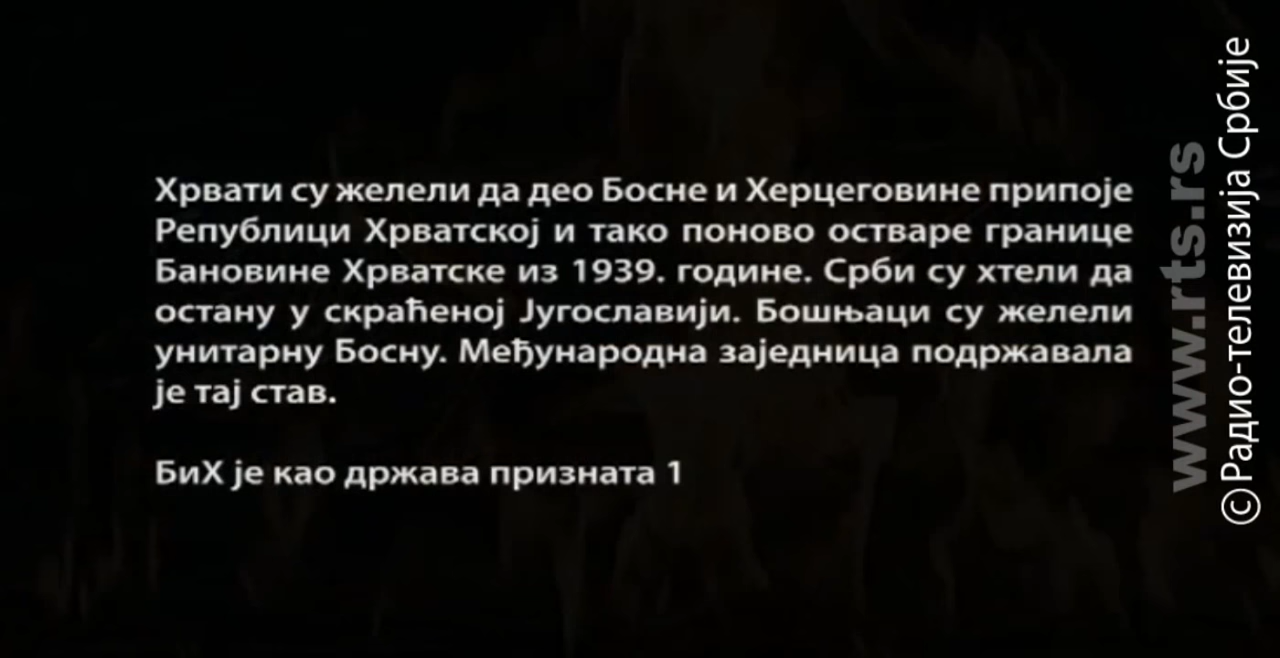 Хрвати су желели да део Босне и Херцеговине припоје
Републици Хрватској и тако поново остваре границе
Бановине Хрватске из 1939. године. Срби су хтели да
остану у скраћеној Југославији. Бошњаци су желели
унитарну Босну. Међународна заједница подржавала
је тај став.
БиХ је као држава призната 1
www.rts.rs
©Радио-телевизија Србије